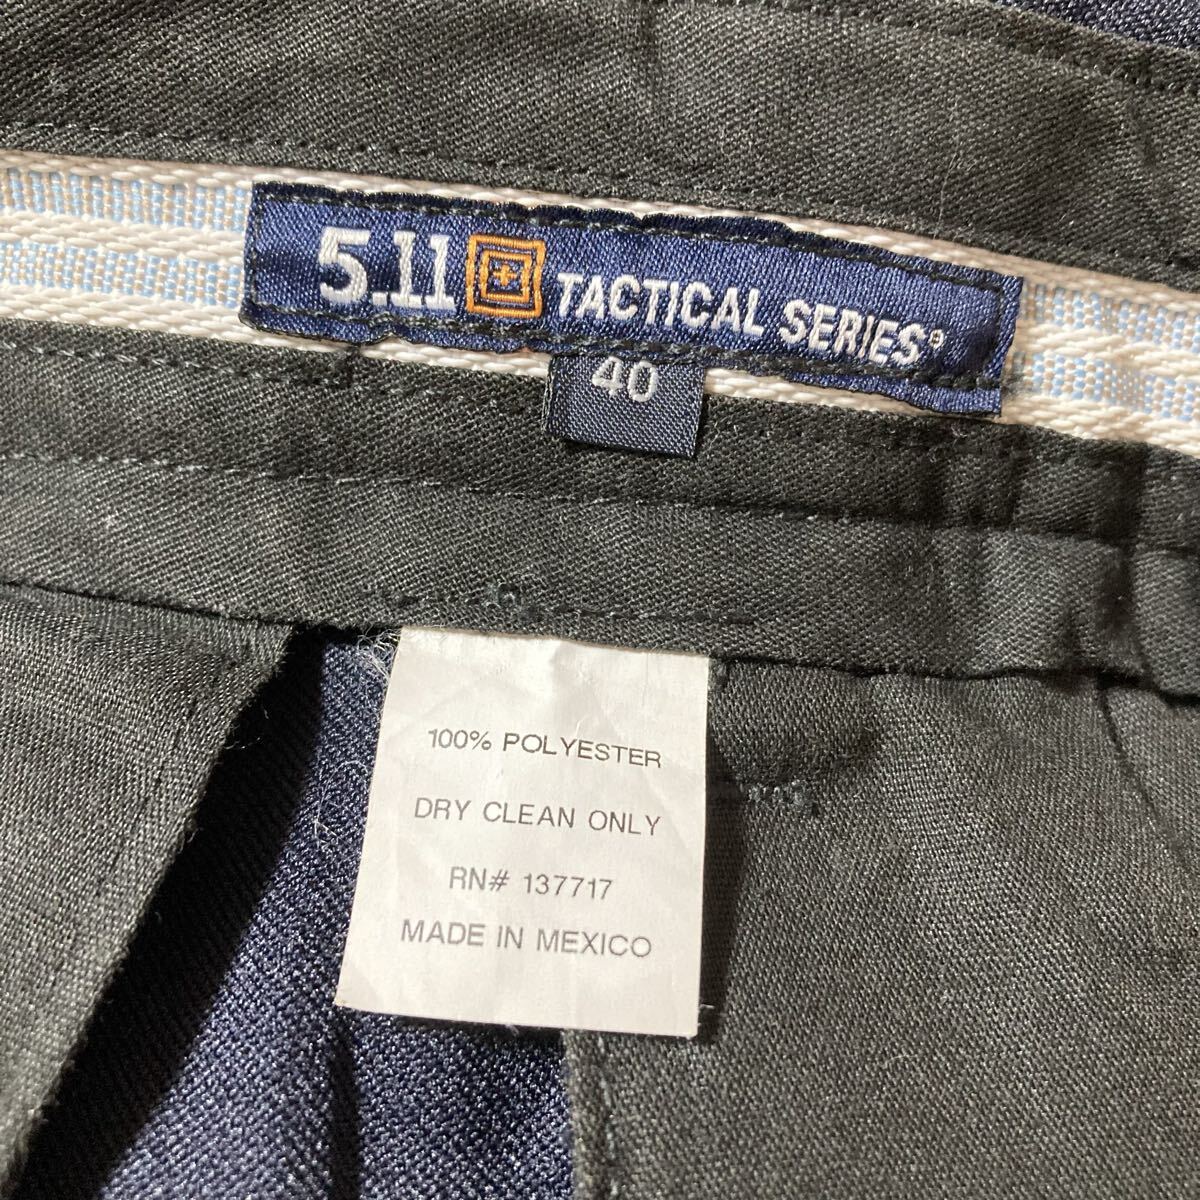 5.11 TACTICAL SERIES®
40
100% POLYESTER
DRY CLEAN ONLY
RN# 137717
MADE IN MEXICO